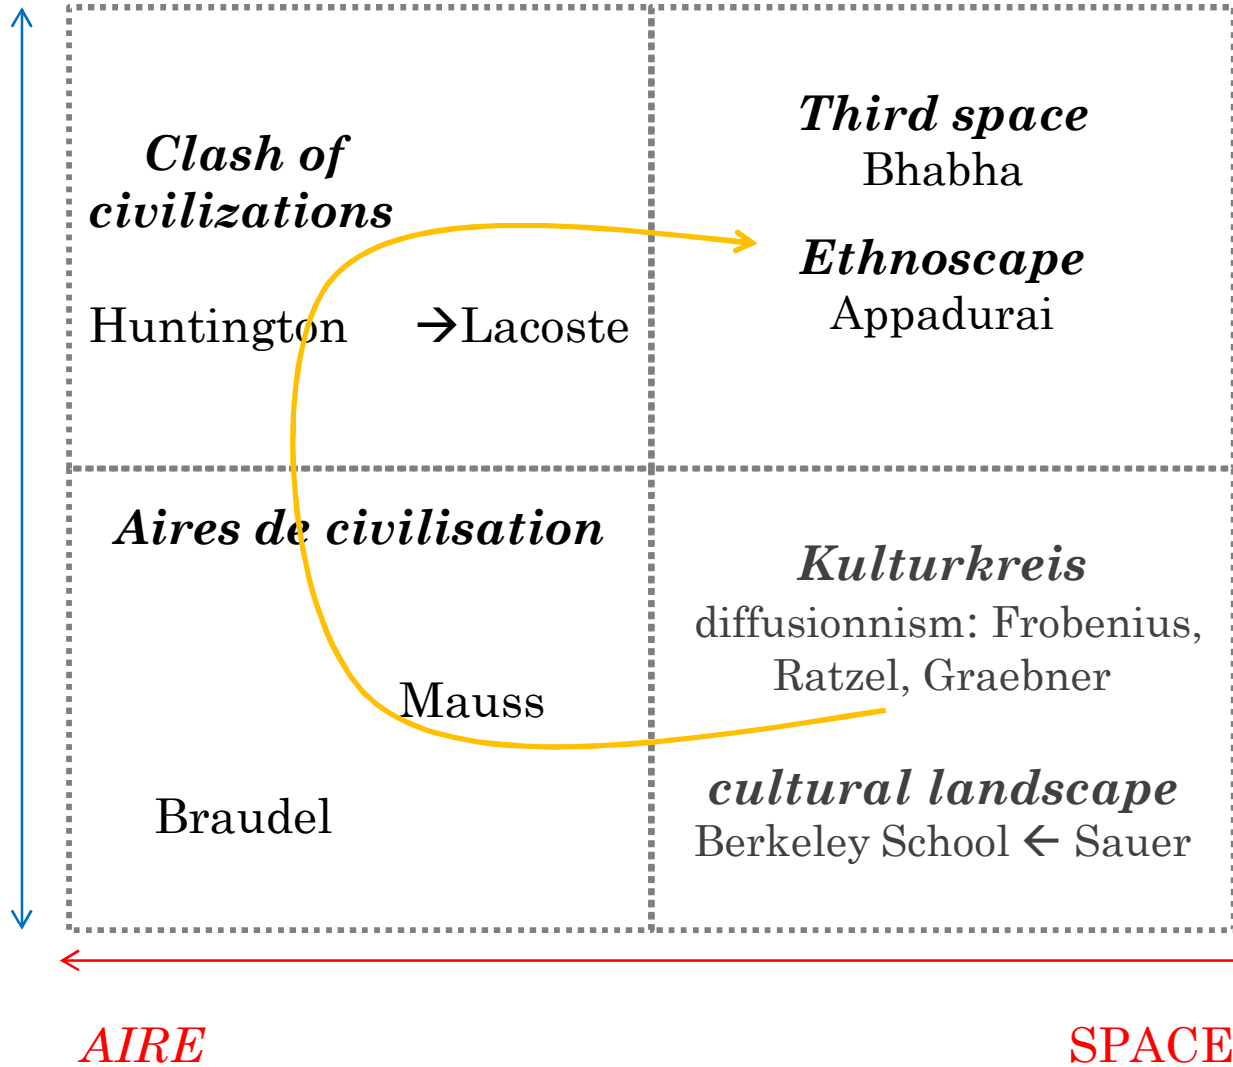 Clash of
civilizations
Huntington →Lacoste
Third space
Bhabha
Ethnoscape
Appadurai
Aires de civilisation
Mauss
Braudel
Kulturkreis
diffusionnism: Frobenius,
Ratzel, Graebner
cultural landscape
Berkeley School ← Sauer
AIRE
SPACE